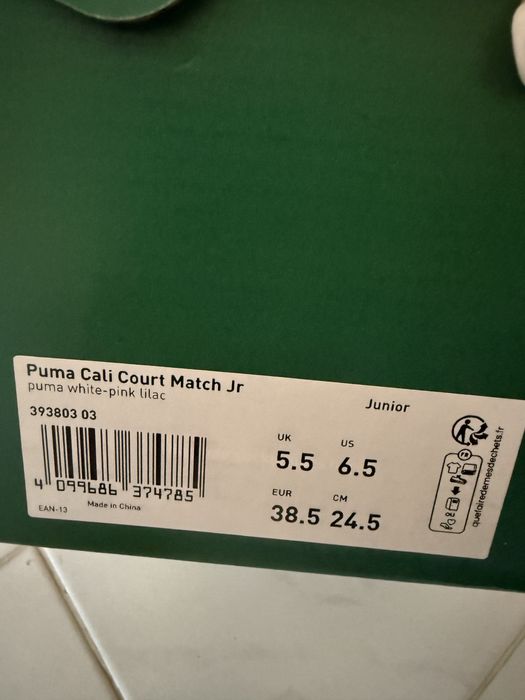 Puma Cali Court Match Jr
puma white-pink lilac
Junior
393803 03
4 099686 374785
EAN-13
Made in China
UK US
5.5 6.5
EUR CM
38.5 24.5
FR
quefairedemesdechets.fr